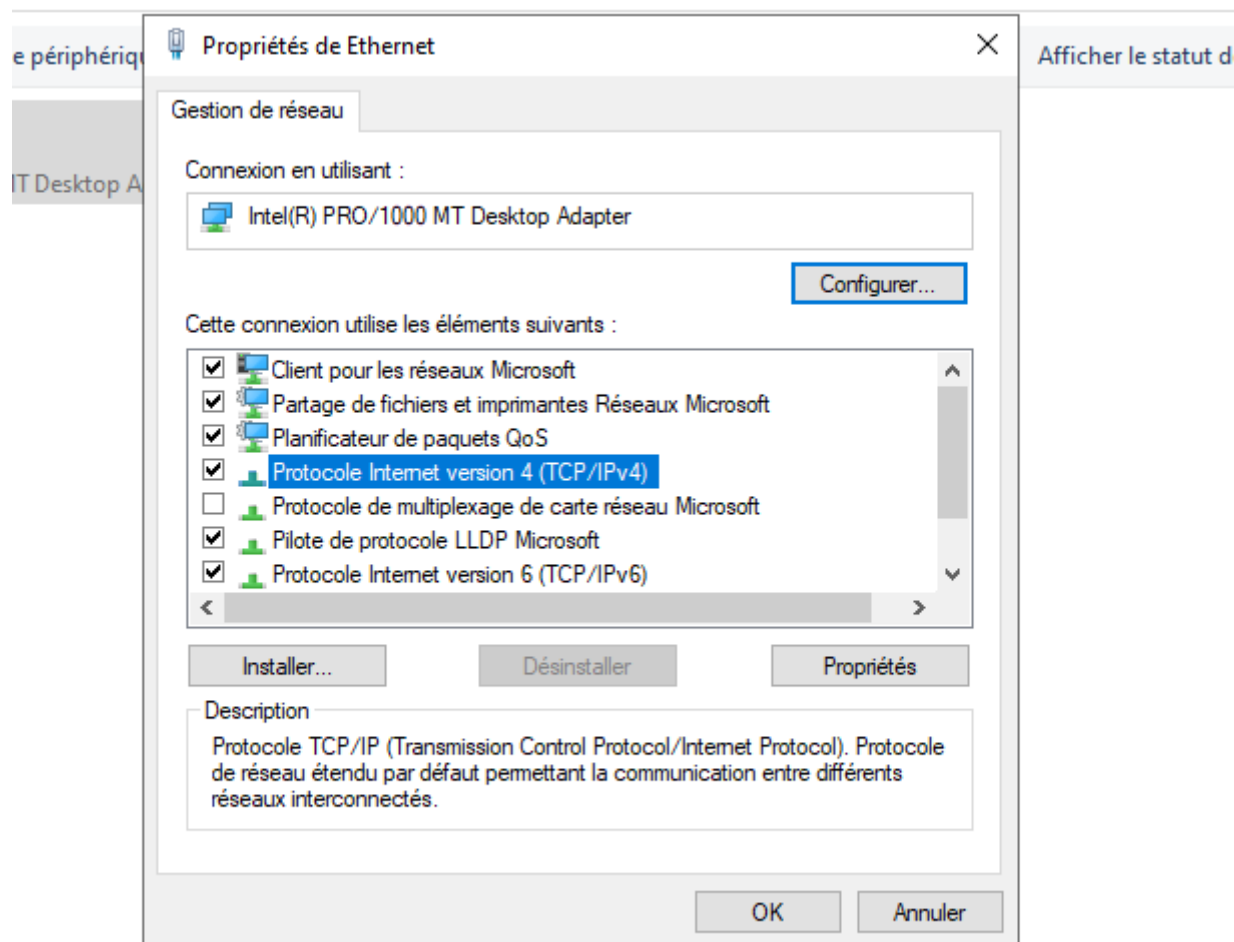 Propriétés de Ethernet
e périphériqu
Afficher le statut d
Gestion de réseau
Connexion en utilisant :
IT Desktop A
Intel(R) PRO/1000 MT Desktop Adapter
Configurer...
Cette connexion utilise les éléments suivants :
Client pour les réseaux Microsoft
Partage de fichiers et imprimantes Réseaux Microsoft
Planificateur de paquets QoS
Protocole Internet version 4 (TCP/IPv4)
Protocole de multiplexage de carte réseau Microsoft
Pilote de protocole LLDP Microsoft
Protocole Internet version 6 (TCP/IPv6)
Installer...
Désinstaller
Propriétés
Description
Protocole TCP/IP (Transmission Control Protocol/Internet Protocol). Protocole
de réseau étendu par défaut permettant la communication entre différents
réseaux interconnectés.
OK
Annuler